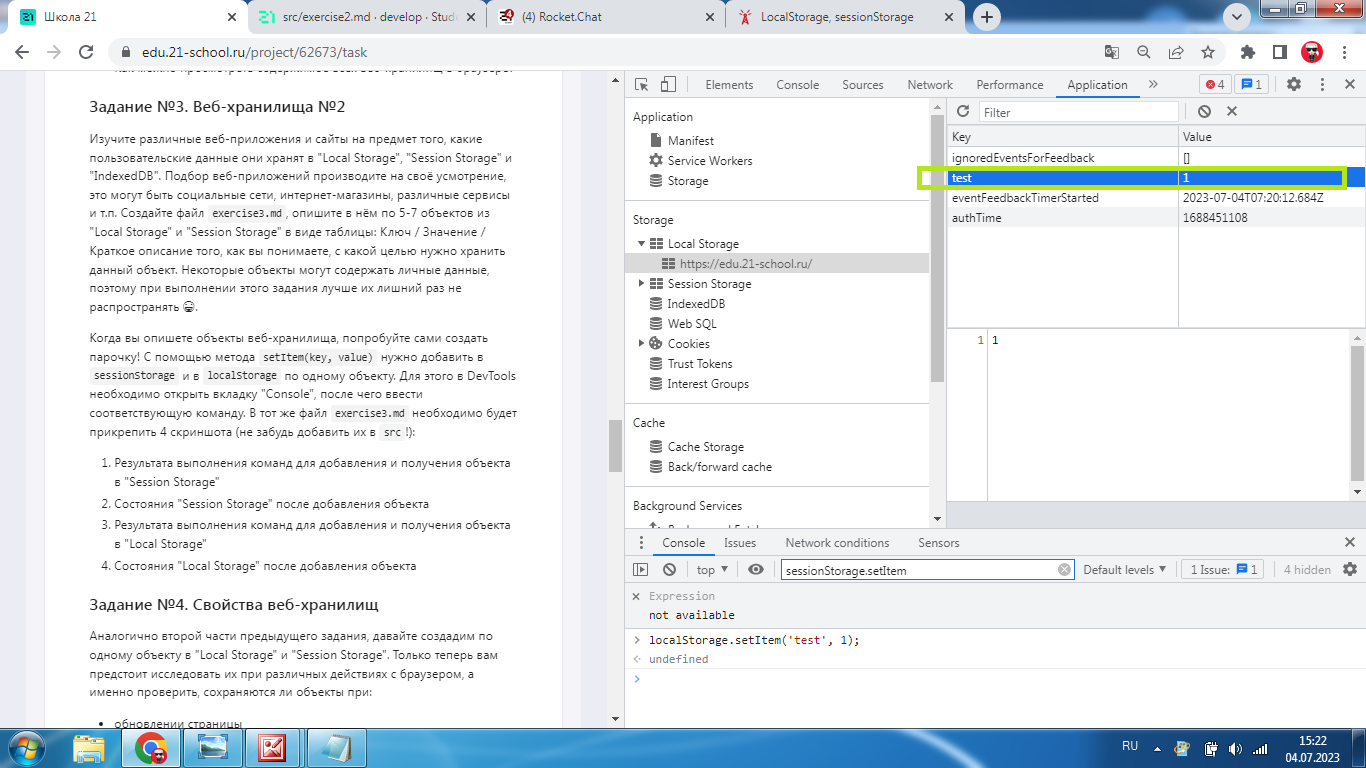 Школа 21
src/exercise2.md · develop · Stud
(4) Rocket.Chat
LocalStorage, sessionStorage
edu.21-school.ru/project/62673/task
Задание №3. Веб-хранилища №2
Изучите различные веб-приложения и сайты на предмет того, какие
пользовательские данные они хранят в "Local Storage", "Session Storage" и
"IndexedDB". Подбор веб-приложений производите на своё усмотрение,
это могут быть социальные сети, интернет-магазины, различные сервисы
и т.п. Создайте файл exercise3.md, опишите в нём по 5-7 объектов из
"Local Storage" и "Session Storage" в виде таблицы: Ключ / Значение /
Краткое описание того, как вы понимаете, с какой целью нужно хранить
данный объект. Некоторые объекты могут содержать личные данные,
поэтому при выполнении этого задания лучше их лишний раз не
распространять 😁.
Когда вы опишете объекты веб-хранилища, попробуйте сами создать
парочку! С помощью метода setItem(key, value) нужно добавить в
sessionStorage и в localStorage по одному объекту. Для этого в DevTools
необходимо открыть вкладку "Console", после чего ввести
соответствующую команду. В тот же файл exercise3.md необходимо будет
прикрепить 4 скриншота (не забудь добавить их в src!):
1. Результата выполнения команд для добавления и получения объекта
в "Session Storage"
2. Состояния "Session Storage" после добавления объекта
3. Результата выполнения команд для добавления и получения объекта
в "Local Storage"
4. Состояния "Local Storage" после добавления объекта
Задание №4. Свойства веб-хранилищ
Аналогично второй части предыдущего задания, давайте создадим по
одному объекту в "Local Storage" и "Session Storage". Только теперь вам
предстоит исследовать их при различных действиях с браузером, а
именно проверить, сохраняются ли объекты при:
• обновлении страницы
Elements Console Sources Network Performance Application » 4 1
Application
Manifest
Service Workers
Storage
Storage
Local Storage
https://edu.21-school.ru/
Session Storage
IndexedDB
Web SQL
Cookies
Trust Tokens
Interest Groups
Cache
Cache Storage
Back/forward cache
Background Services
Filter
Key Value
ignoredEventsForFeedback []
test 1
eventFeedbackTimerStarted 2023-07-04T07:20:12.684Z
authTime 1688451108
1 1
Console Issues Network conditions Sensors
top sessionStorage.setItem Default levels 1 Issue: 1 4 hidden
Expression
not available
localStorage.setItem('test', 1);
undefined
RU
15:22
04.07.2023